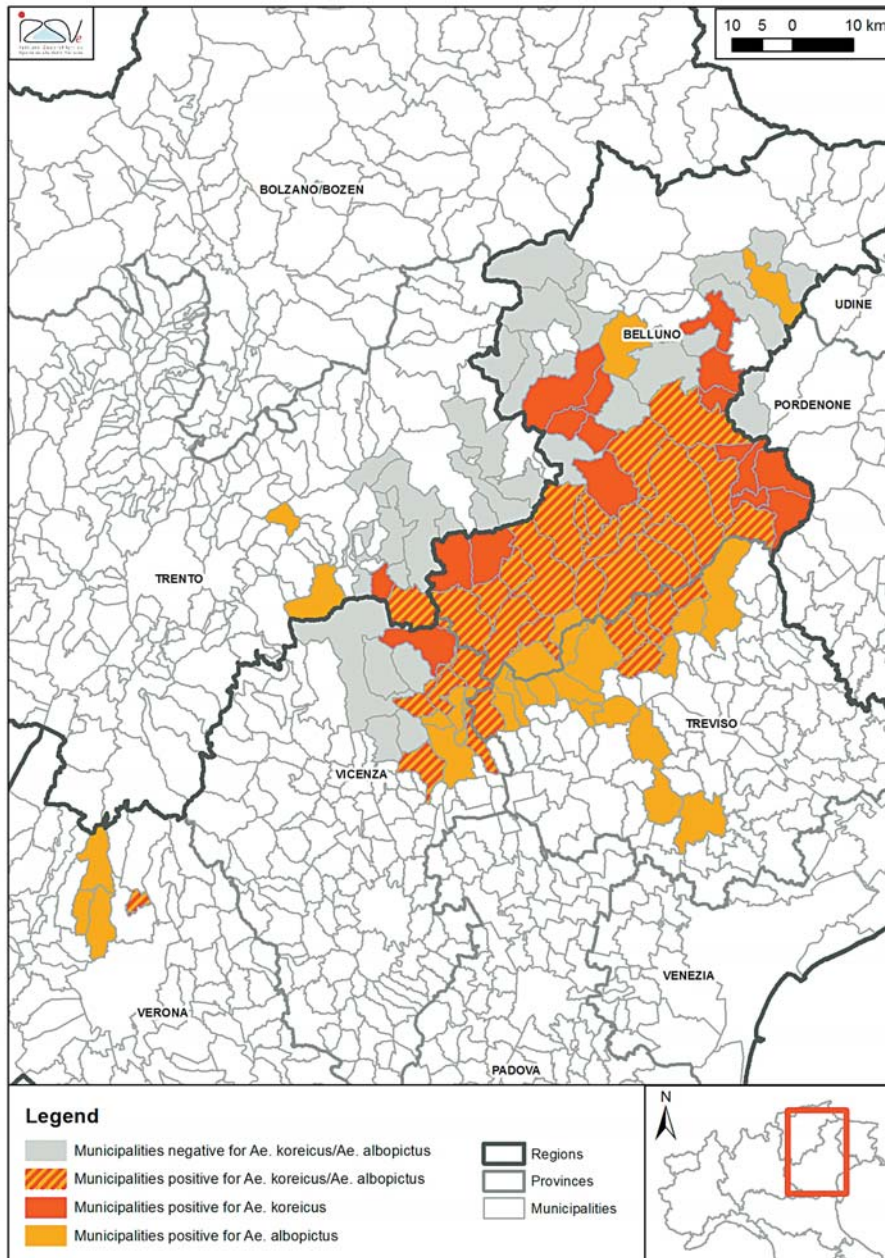 10 5 0 10 km
BOLZANO/BOZEN
UDINE
BELLUNO
PORDENONE
TRENTO
TREVISO
VICENZA
VENEZIA
VERONA
PADOVA
Legend
Municipalities negative for Ae. koreicus/Ae. albopictus
Municipalities positive for Ae. koreicus/Ae. albopictus
Municipalities positive for Ae. koreicus
Municipalities positive for Ae. albopictus
Regions
Provinces
Municipalities
N